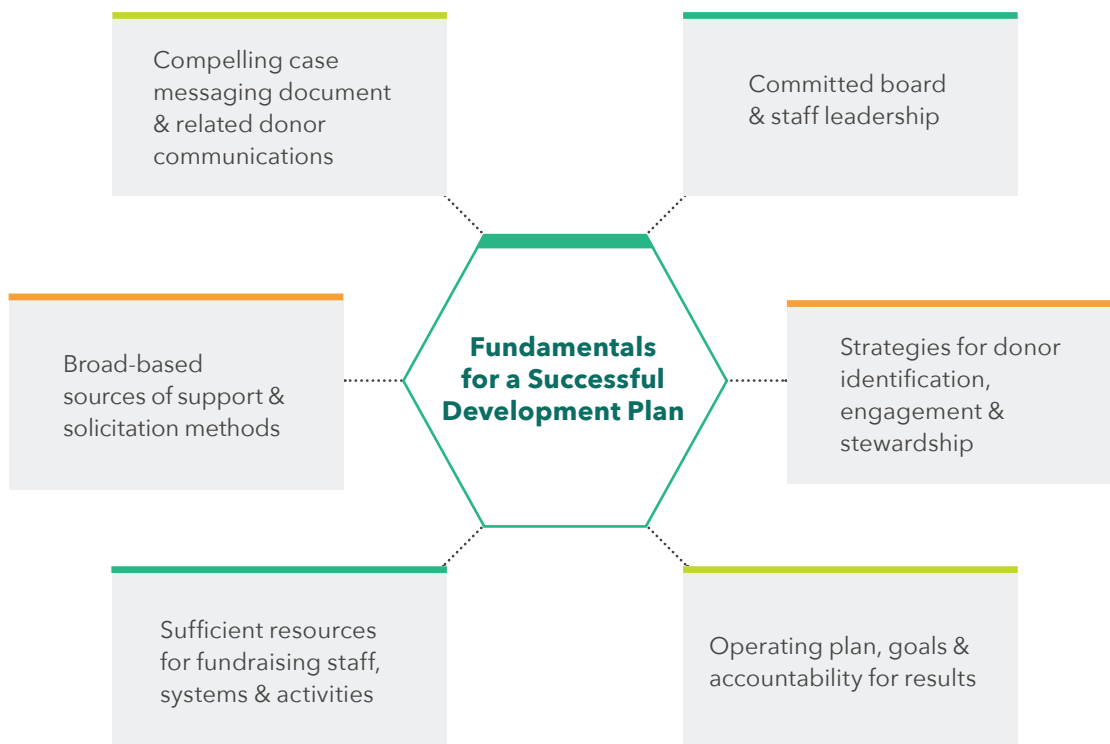 Compelling case
messaging document
& related donor
communications
Committed board
& staff leadership
Broad-based
sources of support &
solicitation methods
Fundamentals
for a Successful
Development Plan
Strategies for donor
identification,
engagement &
stewardship
Sufficient resources
for fundraising staff,
systems & activities
Operating plan, goals &
accountability for results